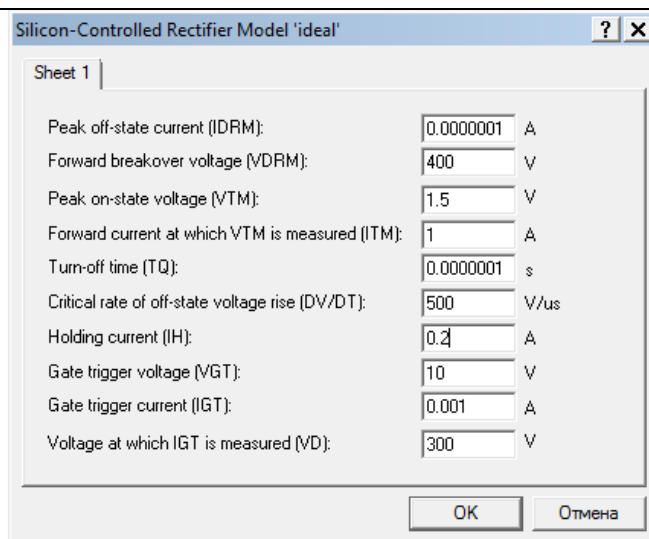 Silicon-Controlled Rectifier Model 'ideal'
Sheet 1
Peak off-state current (IDRM): 0.0000001 A
Forward breakover voltage (VDRM): 400 V
Peak on-state voltage (VTM): 1.5 V
Forward current at which VTM is measured (ITM): 1 A
Turn-off time (TQ): 0.0000001 s
Critical rate of off-state voltage rise (DV/DT): 500 V/us
Holding current (IH): 0.2 A
Gate trigger voltage (VGT): 10 V
Gate trigger current (IGT): 0.001 A
Voltage at which IGT is measured (VD): 300 V
OK Отмена